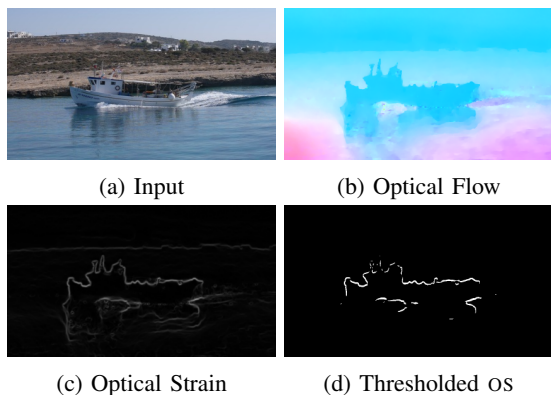 (a) Input
(b) Optical Flow
(c) Optical Strain
(d) Thresholded OS